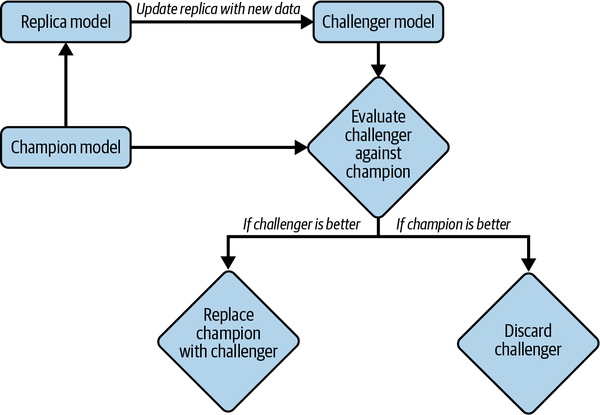 Replica model
Update replica with new data
Challenger model
Champion model
Evaluate
challenger
against
champion
If challenger is better
If champion is better
Replace
champion
with challenger
Discard
challenger